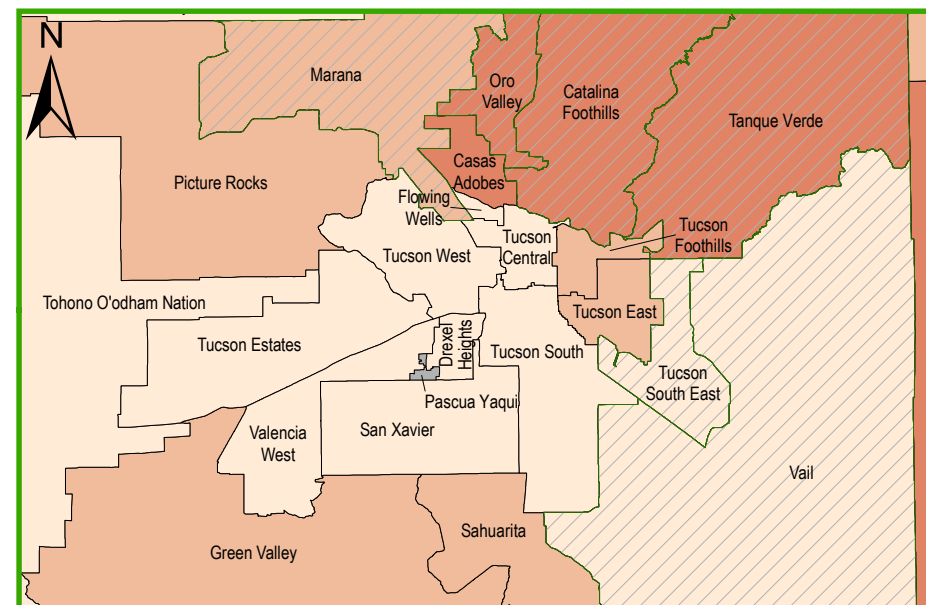 N
Marana
Oro
Valley
Catalina
Foothills
Tanque Verde
Casas
Adobes
Picture Rocks
Flowing
Wells
Tucson
Foothills
Tucson
Central
Tucson West
Tohono O'odham Nation
Tucson East
Tucson Estates
Drexel
Heights
Tucson South
Tucson
South East
Pascua Yaqui
San Xavier
Valencia
West
Vail
Sahuarita
Green Valley